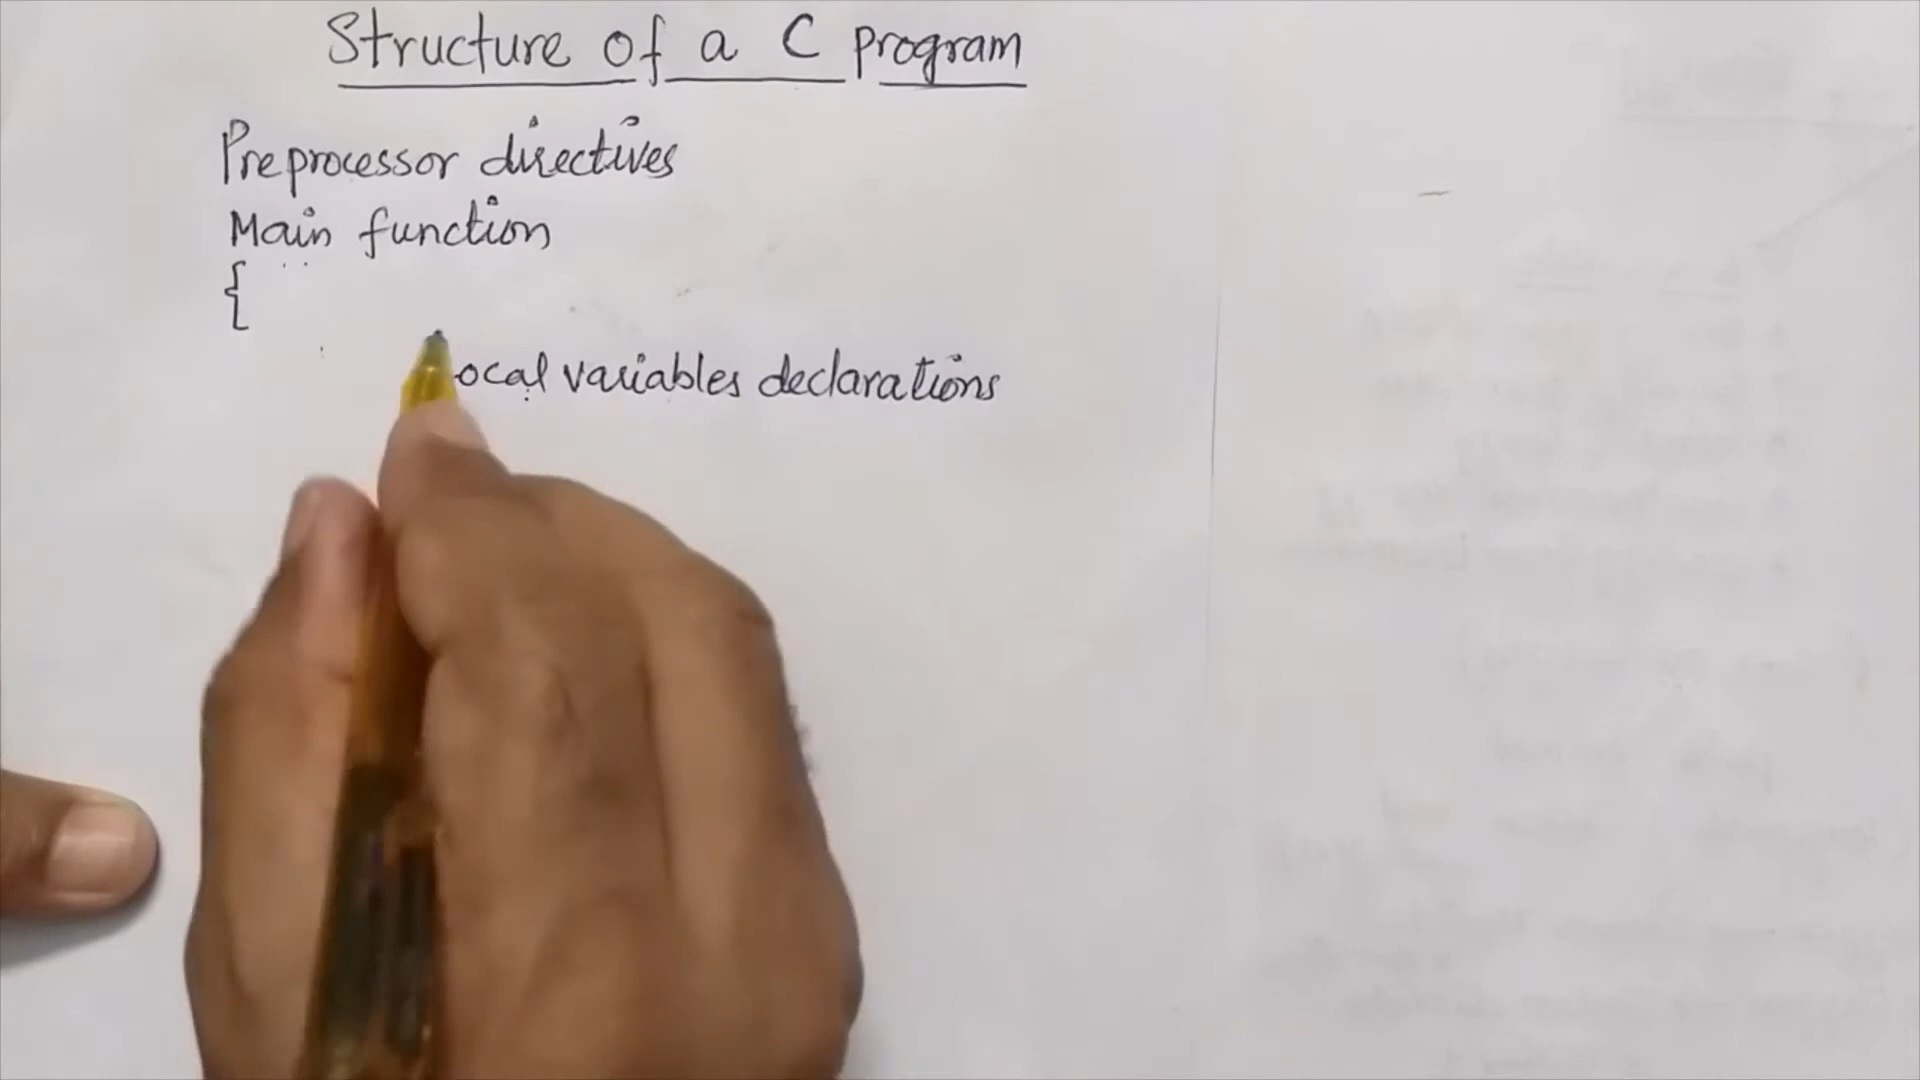 Structure of a C program
Preprocessor directives
Main function
{
ocal variables declarations